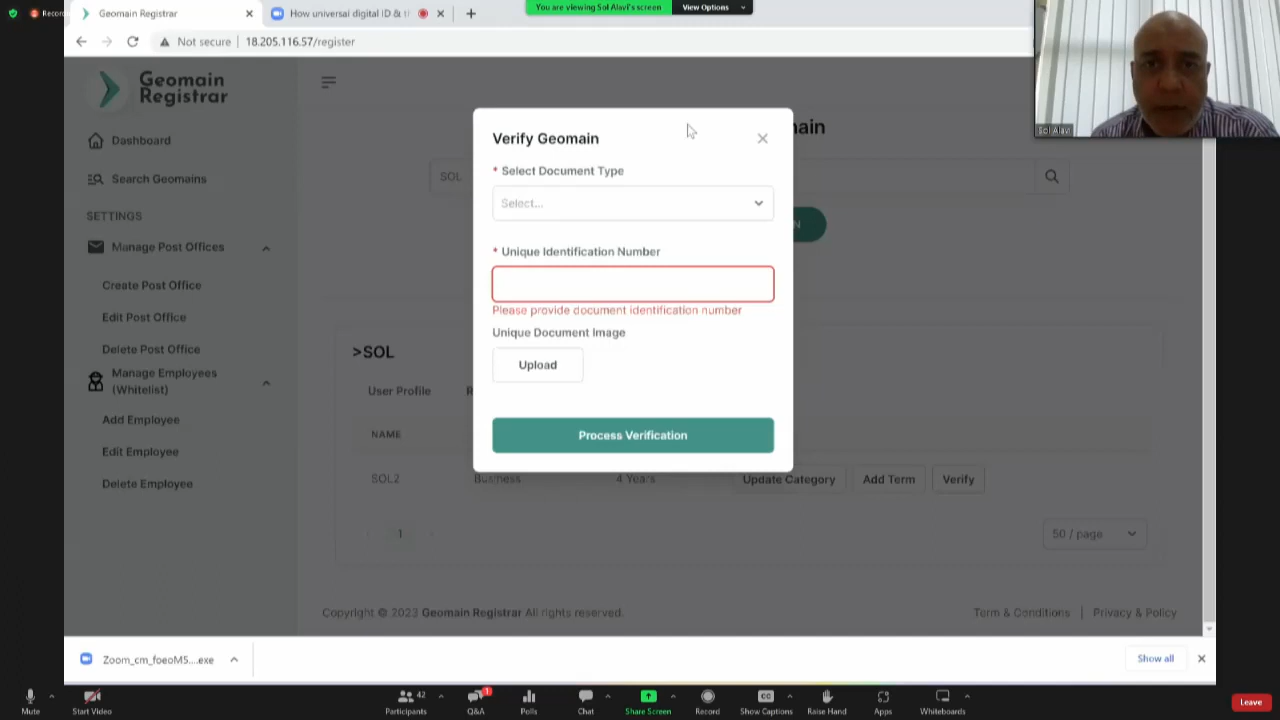 Recor
Geomain Registrar
How universal digital ID & t
You are viewing Sol Alavi's screen
View Options
Not secure
18.205.116.57/register
Geomain
Registrar
Dashboard
Search Geomains
SETTINGS
Manage Post Offices
Create Post Office
Edit Post Office
Delete Post Office
Manage Employees
(Whitelist)
Add Employee
Edit Employee
Delete Employee
main
SOL
N
Verify Geomain
* Select Document Type
Select...
* Unique Identification Number
Please provide document identification number
Unique Document Image
Upload
Process Verification
>SOL
User Profile
R
NAME
SOL2
Business
4 Years
Update Category
Add Term
Verify
1
50 / page
Copyright © 2023 Geomain Registrar All rights reserved.
Term & Conditions | Privacy & Policy
Sol Alavi
Zoom_cm_foeoM5....exe
Show all
Mute
Start Video
Participants
42
Q&A
1
Polls
Chat
Share Screen
Record
CC
Show Captions
Raise Hand
Apps
Whiteboards
Leave